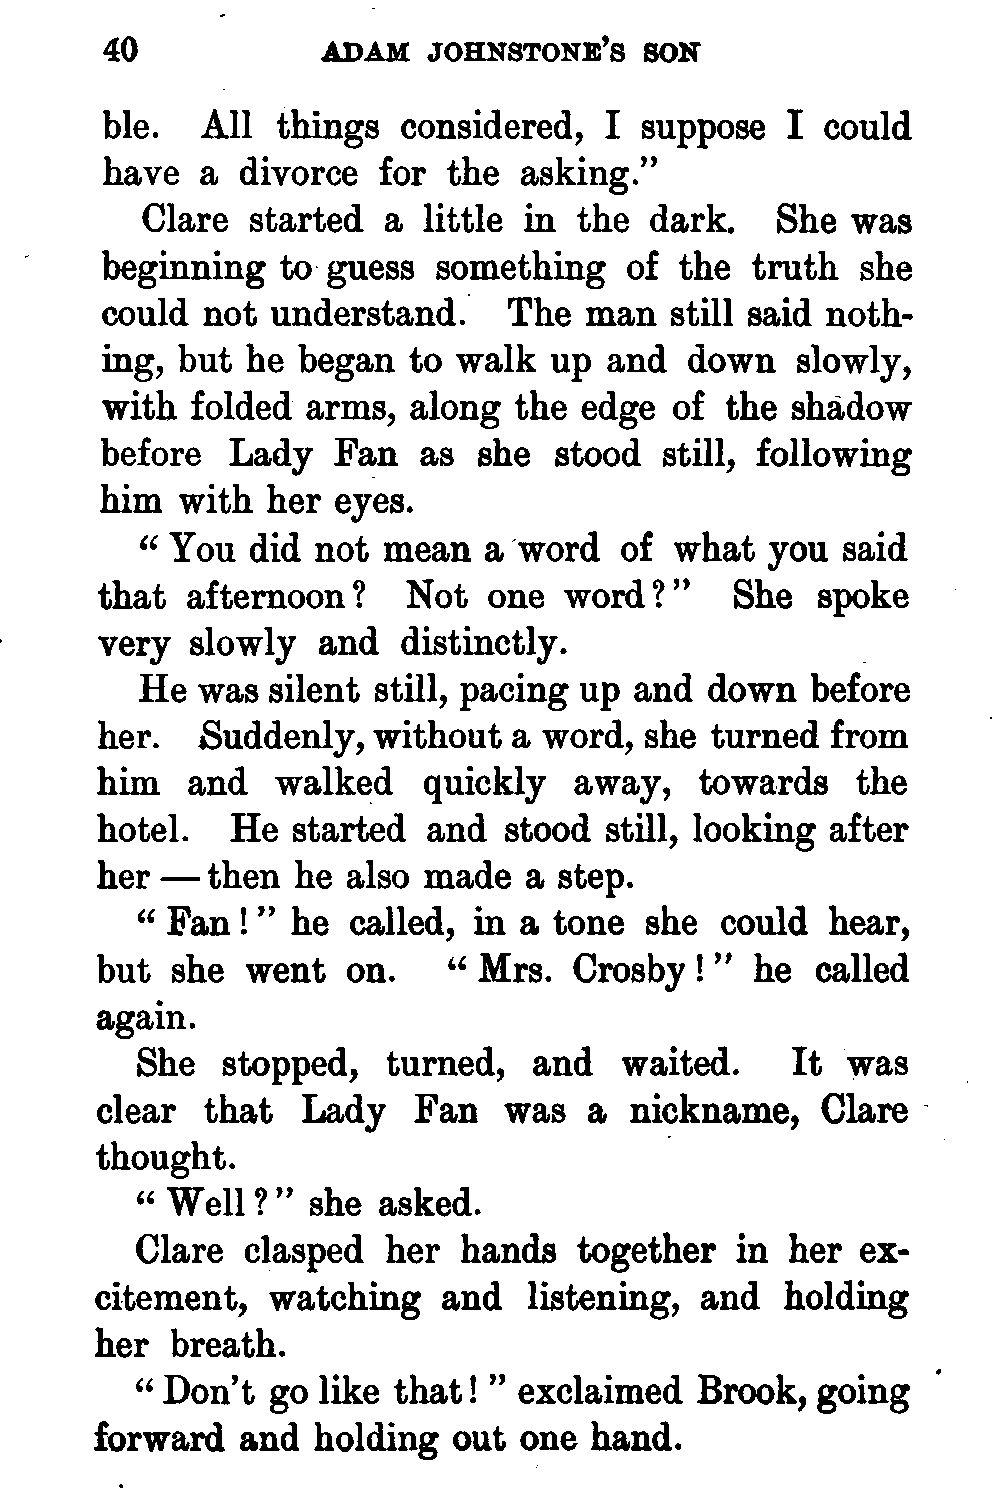 40 ADAM JOHNSTONE'S SON
ble. All things considered, I suppose I could
have a divorce for the asking."
Clare started a little in the dark. She was
beginning to guess something of the truth she
could not understand. The man still said noth-
ing, but he began to walk up and down slowly,
with folded arms, along the edge of the shadow
before Lady Fan as she stood still, following
him with her eyes.
"You did not mean a word of what you said
that afternoon? Not one word?" She spoke
very slowly and distinctly.
He was silent still, pacing up and down before
her. Suddenly, without a word, she turned from
him and walked quickly away, towards the
hotel. He started and stood still, looking after
her — then he also made a step.
"Fan!" he called, in a tone she could hear,
but she went on. "Mrs. Crosby!" he called
again.
She stopped, turned, and waited. It was
clear that Lady Fan was a nickname, Clare
thought.
"Well?" she asked.
Clare clasped her hands together in her ex-
citement, watching and listening, and holding
her breath.
"Don't go like that!" exclaimed Brook, going
forward and holding out one hand.